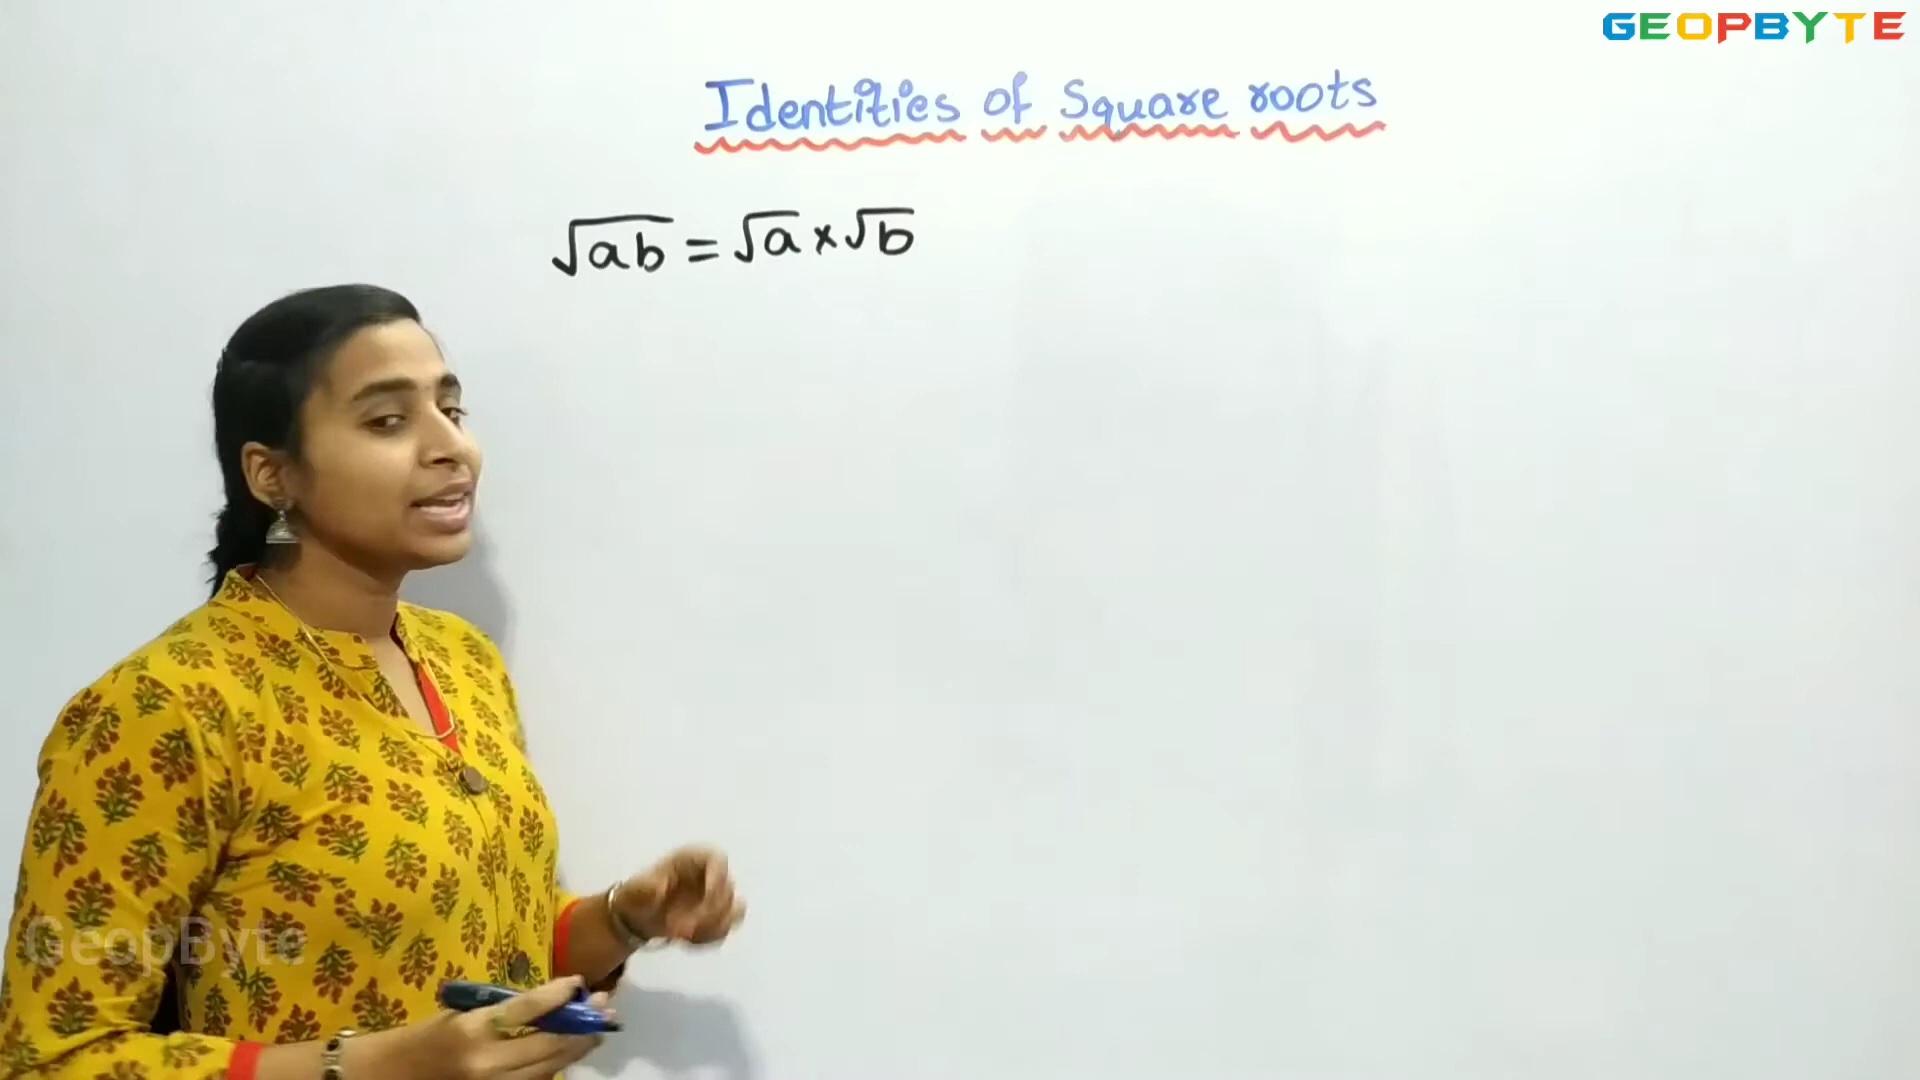 GEOPBYTE
Identities of Square roots
√ab = √a × √b
GeopByte